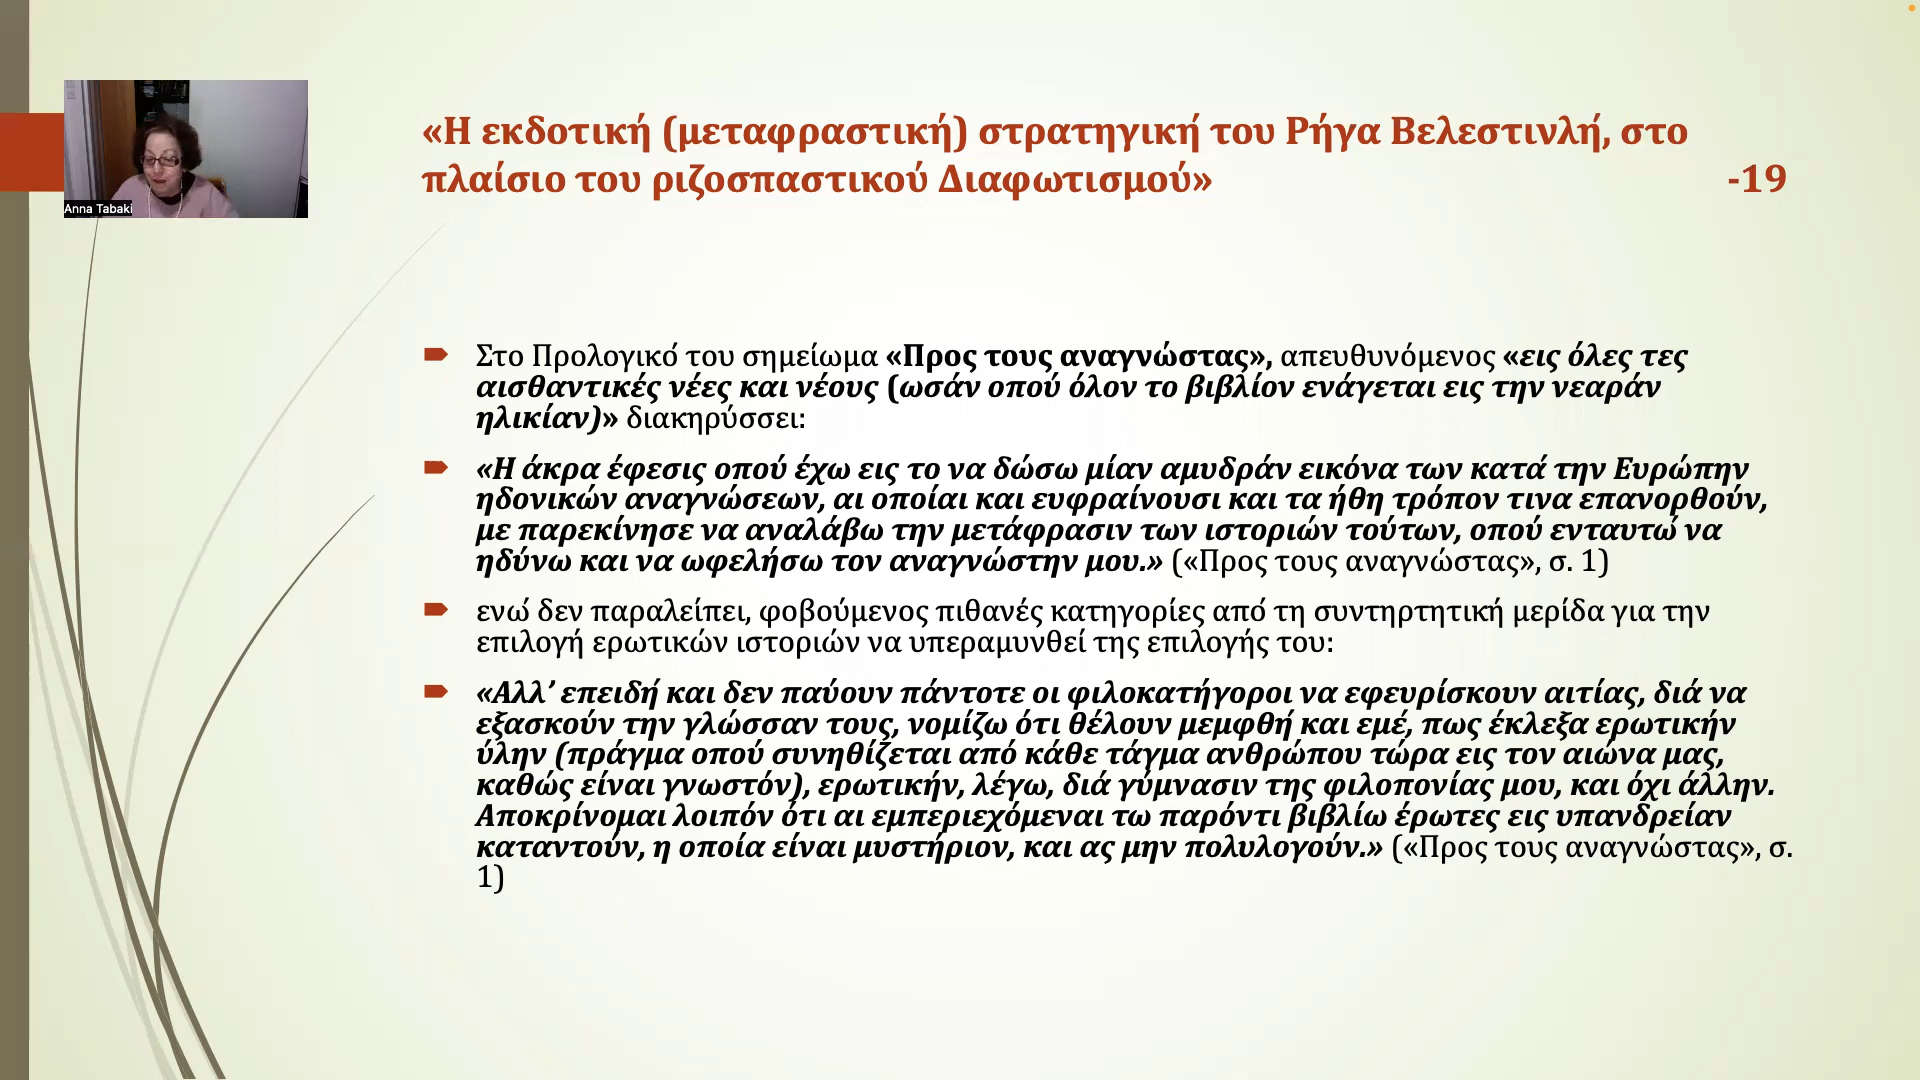 «Η εκδοτική (μεταφραστική) στρατηγική του Ρήγα Βελεστινλή, στο
πλαίσιο του ριζοσπαστικού Διαφωτισμού» -19
Anna Tabaki
Στο Προλογικό του σημείωμα «Προς τους αναγνώστας», απευθυνόμενος «εις όλες τες
αισθαντικές νέες και νέους (ωσάν οπού όλον το βιβλίον ενάγεται εις την νεαράν
ηλικίαν)» διακηρύσσει:
«Η άκρα έφεσις οπού έχω εις το να δώσω μίαν αμυδράν εικόνα των κατά την Ευρώπην
ηδονικών αναγνώσεων, αι οποίαι και ευφραίνουσι και τα ήθη τρόπον τινα επανορθούν,
με παρεκίνησε να αναλάβω την μετάφρασιν των ιστοριών τούτων, οπού ενταυτώ να
ηδύνω και να ωφελήσω τον αναγνώστην μου.» («Προς τους αναγνώστας», σ. 1)
ενώ δεν παραλείπει, φοβούμενος πιθανές κατηγορίες από τη συντηρτητική μερίδα για την
επιλογή ερωτικών ιστοριών να υπεραμυνθεί της επιλογής του:
«Αλλ’ επειδή και δεν παύουν πάντοτε οι φιλοκατήγοροι να εφευρίσκουν αιτίας, διά να
εξασκούν την γλώσσαν τους, νομίζω ότι θέλουν μεμφθή και εμέ, πως έκλεξα ερωτικήν
ύλην (πράγμα οπού συνηθίζεται από κάθε τάγμα ανθρώπου τώρα εις τον αιώνα μας,
καθώς είναι γνωστόν), ερωτικήν, λέγω, διά γύμνασιν της φιλοπονίας μου, και όχι άλλην.
Αποκρίνομαι λοιπόν ότι αι εμπεριεχόμεναι τω παρόντι βιβλίω έρωτες εις υπανδρείαν
καταντούν, η οποία είναι μυστήριον, και ας μην πολυλογούν.» («Προς τους αναγνώστας», σ.
1)